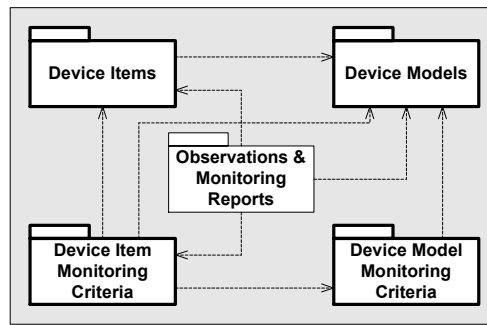 Device Items
Device Models
Observations &
Monitoring
Reports
Device Item
Monitoring
Criteria
Device Model
Monitoring
Criteria